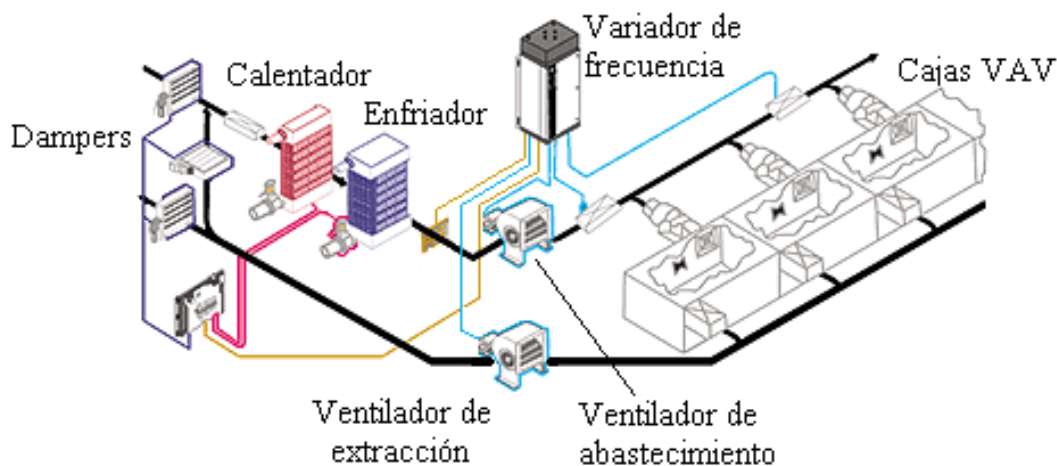 Variador de
frecuencia
Cajas VAV
Calentador
Enfriador
Dampers
Ventilador de
extracción
Ventilador de
abastecimiento